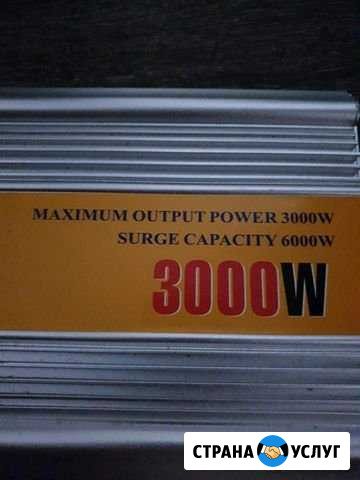 MAXIMUM OUTPUT POWER 3000W
SURGE CAPACITY 6000W
3000W
СТРАНА УСЛУГ